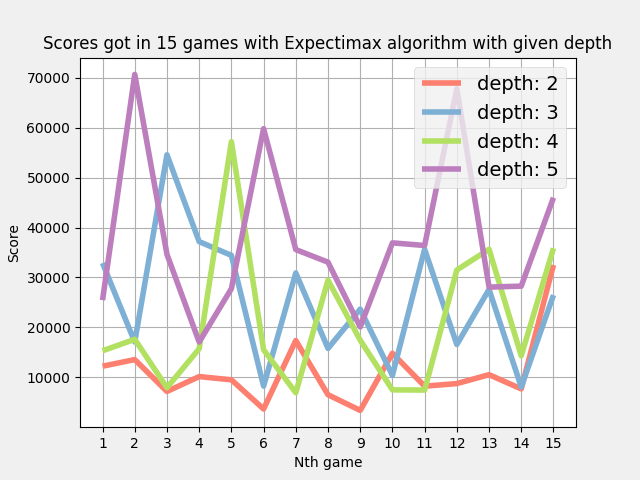 Scores got in 15 games with Expectimax algorithm with given depth
70000
60000
50000
40000
30000
20000
10000
Score
depth: 2
depth: 3
depth: 4
depth: 5
1 2 3 4 5 6 7 8 9 10 11 12 13 14 15
Nth game